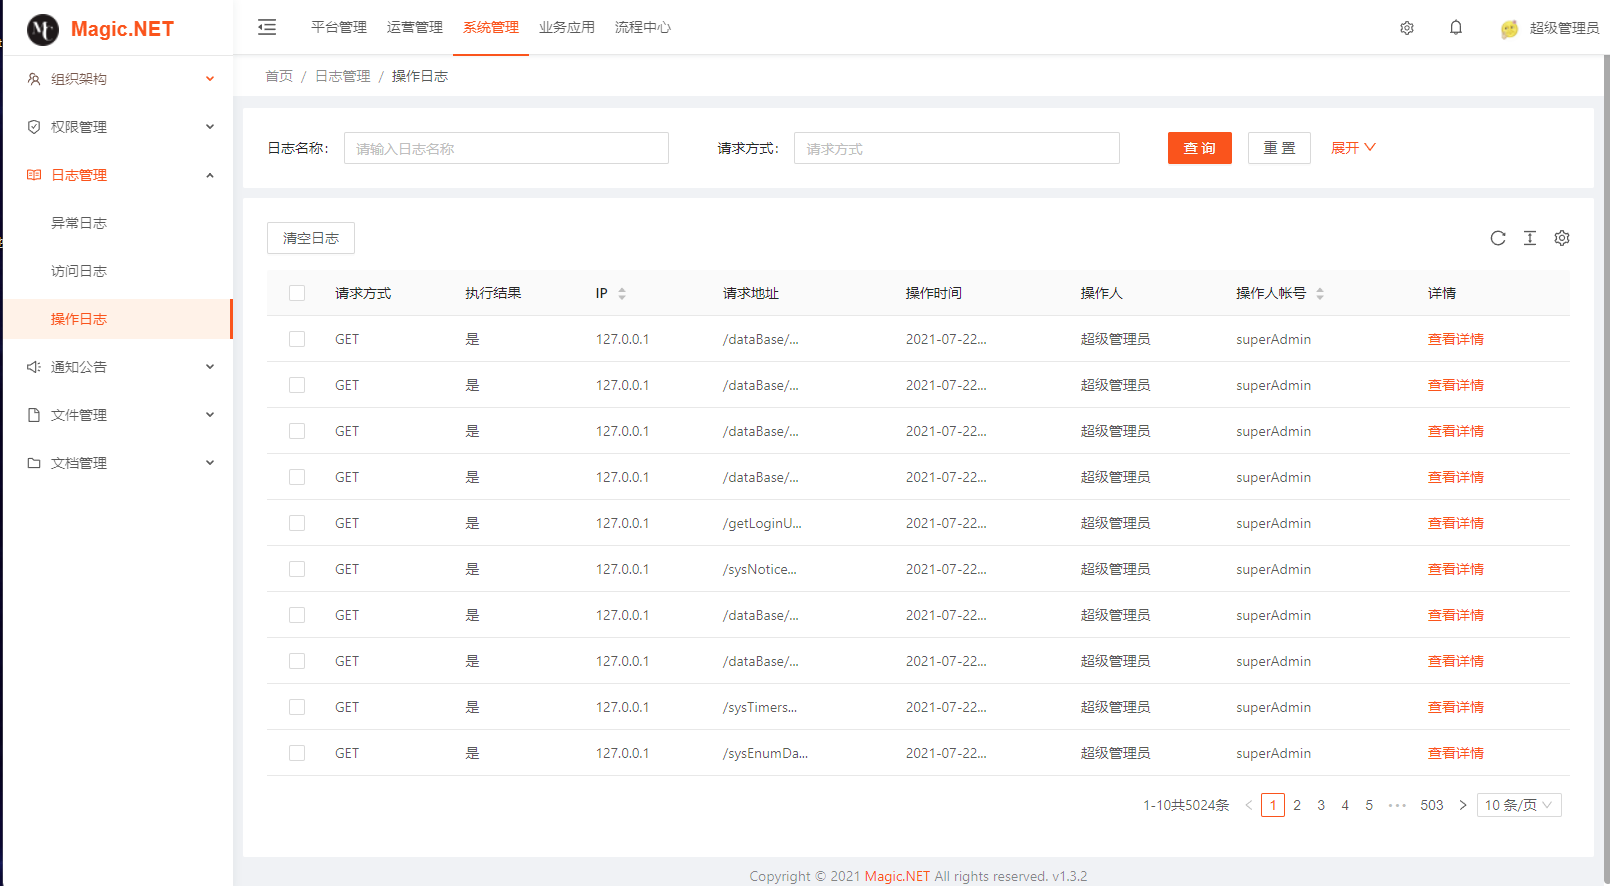 Magic.NET
平台管理 运营管理 系统管理 业务应用 流程中心
超级管理员
组织架构
权限管理
日志管理
异常日志
访问日志
操作日志
通知公告
文件管理
文档管理
首页 / 日志管理 / 操作日志
日志名称: 请输入日志名称 请求方式: 请求方式 查 询 重 置 展开
清空日志
请求方式 执行结果 IP 请求地址 操作时间 操作人 操作人帐号 详情
GET 是 127.0.0.1 /dataBase/... 2021-07-22... 超级管理员 superAdmin 查看详情
GET 是 127.0.0.1 /dataBase/... 2021-07-22... 超级管理员 superAdmin 查看详情
GET 是 127.0.0.1 /dataBase/... 2021-07-22... 超级管理员 superAdmin 查看详情
GET 是 127.0.0.1 /dataBase/... 2021-07-22... 超级管理员 superAdmin 查看详情
GET 是 127.0.0.1 /getLoginU... 2021-07-22... 超级管理员 superAdmin 查看详情
GET 是 127.0.0.1 /sysNotice... 2021-07-22... 超级管理员 superAdmin 查看详情
GET 是 127.0.0.1 /dataBase/... 2021-07-22... 超级管理员 superAdmin 查看详情
GET 是 127.0.0.1 /dataBase/... 2021-07-22... 超级管理员 superAdmin 查看详情
GET 是 127.0.0.1 /sysTimers... 2021-07-22... 超级管理员 superAdmin 查看详情
GET 是 127.0.0.1 /sysEnumDa... 2021-07-22... 超级管理员 superAdmin 查看详情
1-10共5024条 < 1 2 3 4 5 ••• 503 > 10 条/页
Copyright © 2021 Magic.NET All rights reserved. v1.3.2